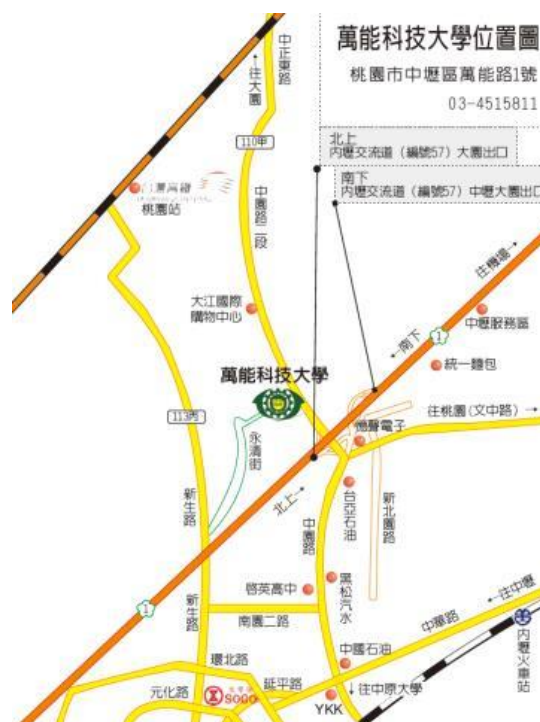 萬能科技大學位置圖
桃園市中壢區萬能路1號
03-4515811
北上
內壢交流道（編號57）大園出口
南下
內壢交流道（編號57）中壢大園出口
中正東路
←往大園
110甲
台灣高鐵
桃園站
中園路二段
往機場→
大江國際
購物中心
中壢服務區
1
←南下
統一麵包
萬能科技大學
113丙
永清街
往桃園(文中路)→
電子
北上→
台亞石油
新北園路
新生路
中園路
啓英高中
黑松汽水
1
新生路
南園二路
←往中壢
中華路
內壢火車站
環北路
中國石油
元化路
SOGO
延平路
↓往中原大學
YKK